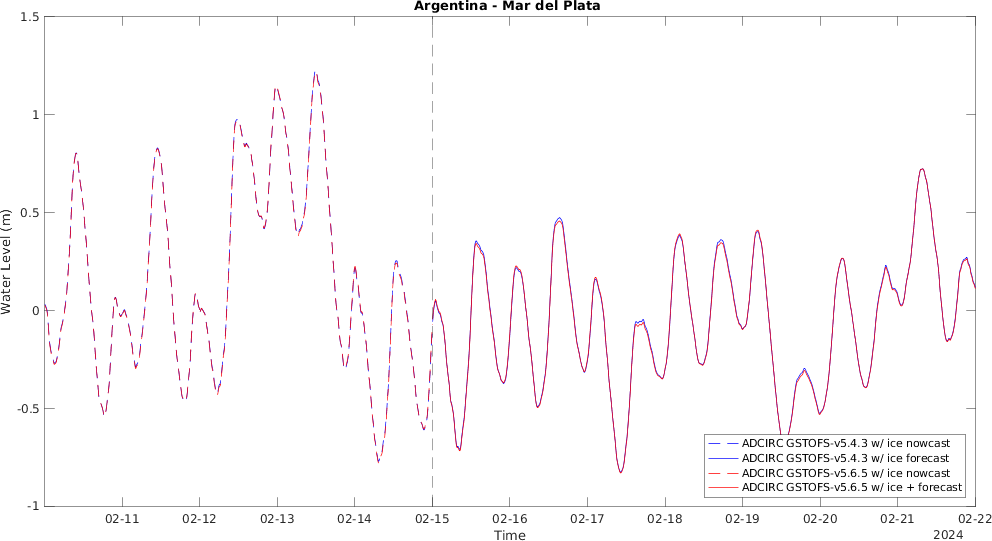 Argentina - Mar del Plata
1.5
1
0.5
0
-0.5
-1
Water Level (m)
02-11 02-12 02-13 02-14 02-15 02-16 02-17 02-18 02-19 02-20 02-21 02-22
Time
2024
ADCIRC GSTOFS-v5.4.3 w/ ice nowcast
ADCIRC GSTOFS-v5.4.3 w/ ice forecast
ADCIRC GSTOFS-v5.6.5 w/ ice nowcast
ADCIRC GSTOFS-v5.6.5 w/ ice + forecast